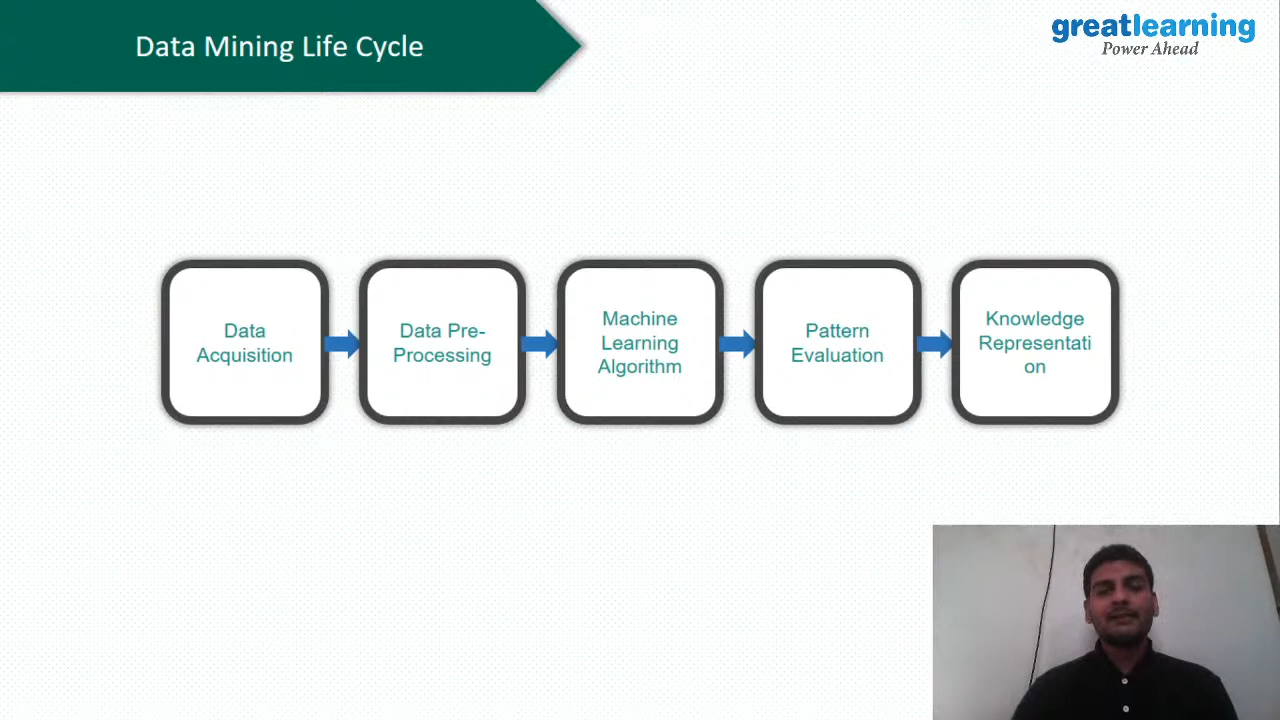 Data Mining Life Cycle
greatlearning
Power Ahead
Data
Acquisition
Data Pre-
Processing
Machine
Learning
Algorithm
Pattern
Evaluation
Knowledge
Representati
on